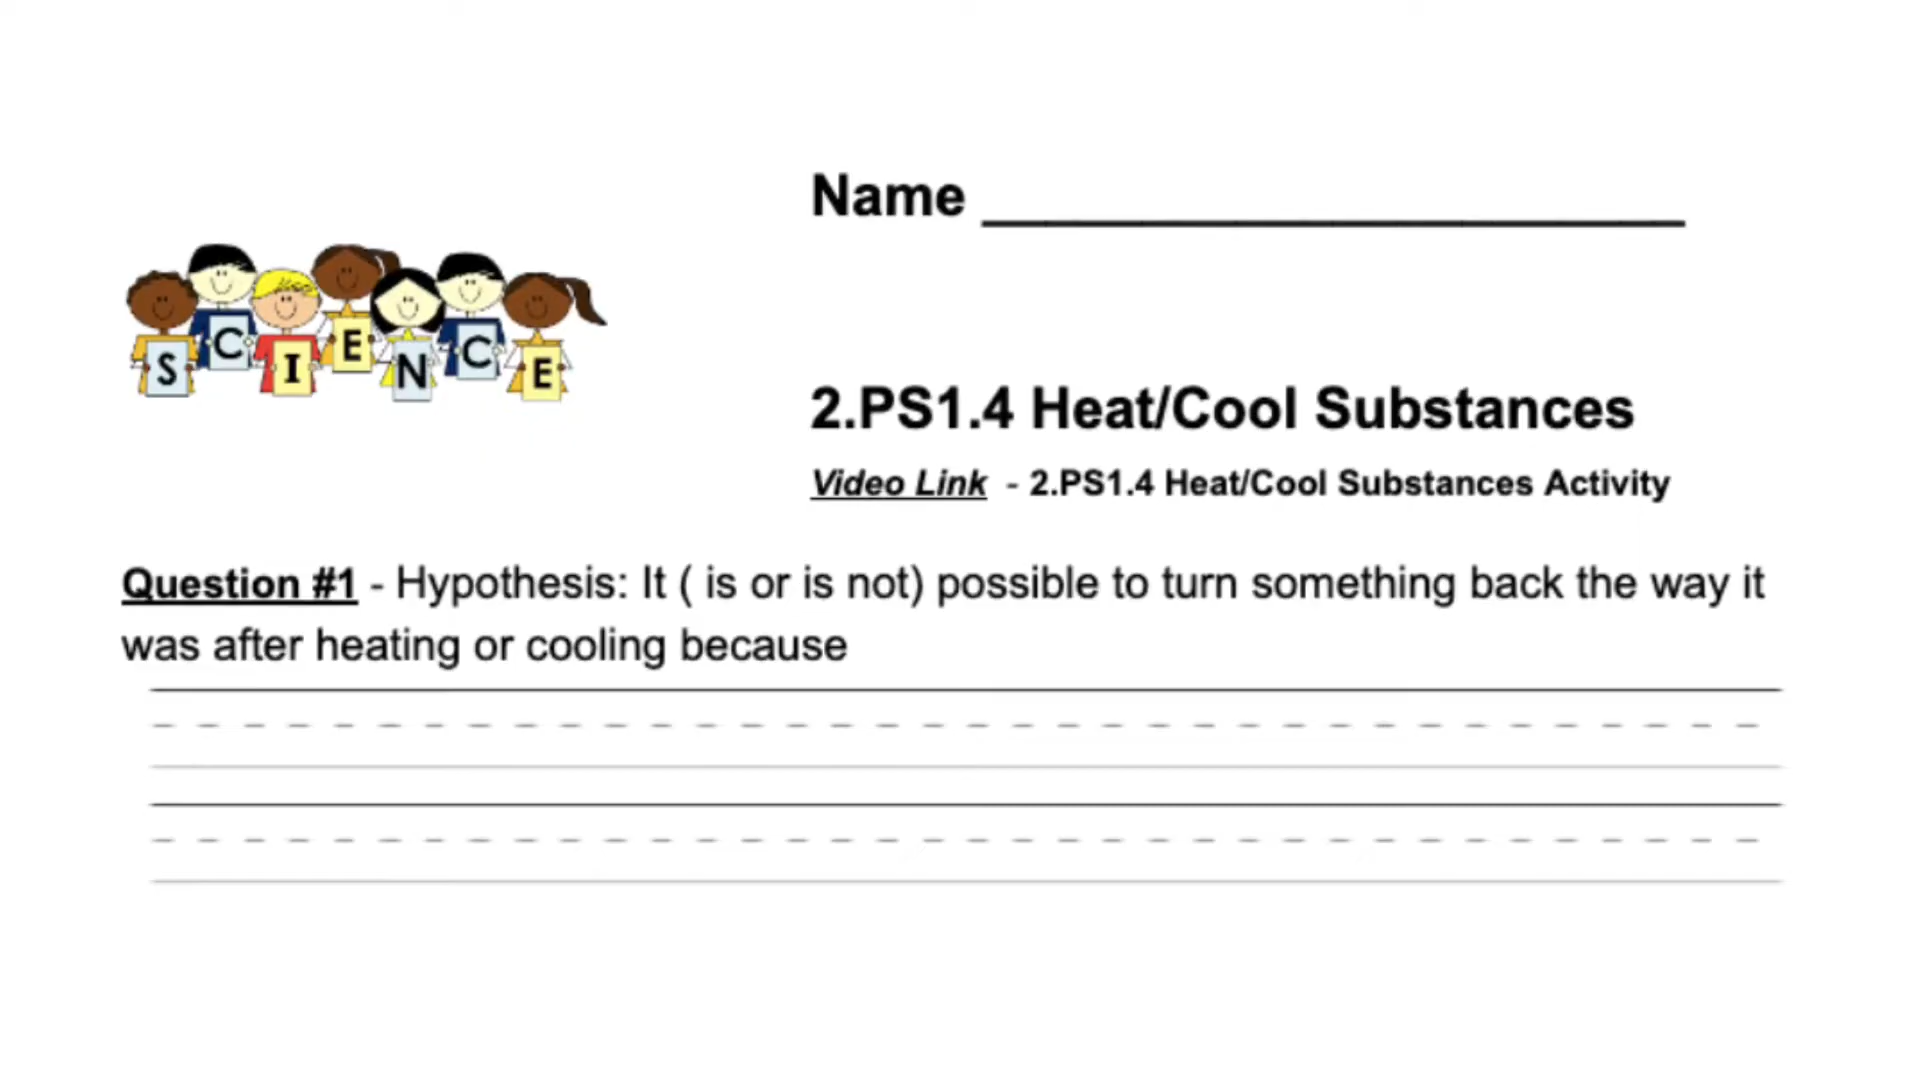 Name
SCIENCE
2.PS1.4 Heat/Cool Substances
Video Link - 2.PS1.4 Heat/Cool Substances Activity
Question #1 - Hypothesis: It ( is or is not) possible to turn something back the way it
was after heating or cooling because